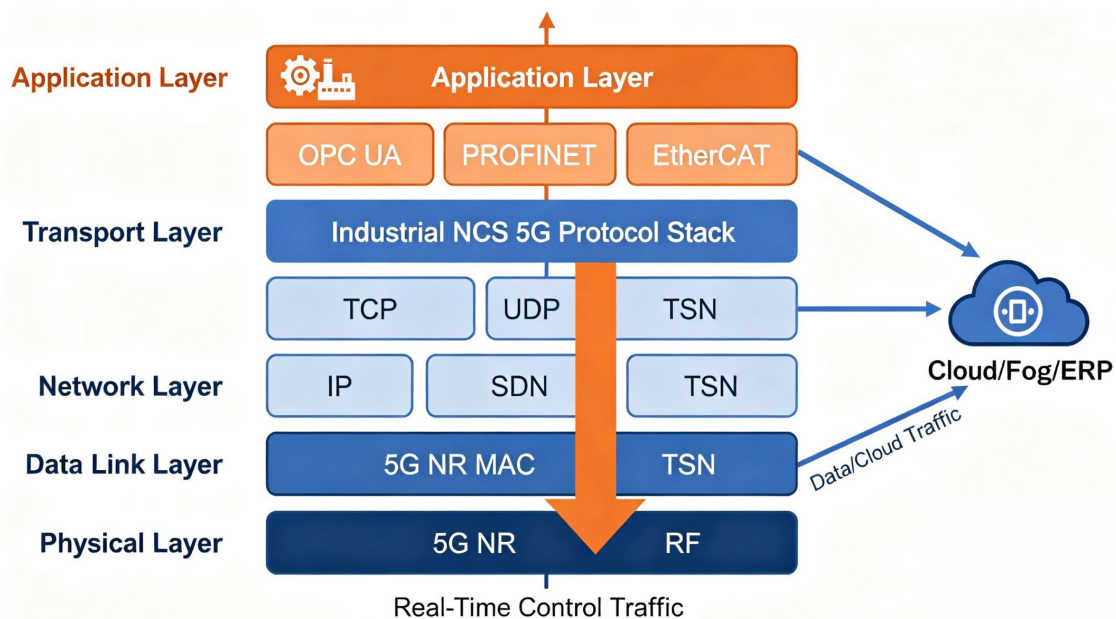 Application Layer
Application Layer
OPC UA
PROFINET
EtherCAT
Transport Layer
Industrial NCS 5G Protocol Stack
TCP
UDP
TSN
Cloud/Fog/ERP
Network Layer
IP
SDN
TSN
Data/Cloud Traffic
Data Link Layer
5G NR MAC
TSN
Physical Layer
5G NR
RF
Real-Time Control Traffic